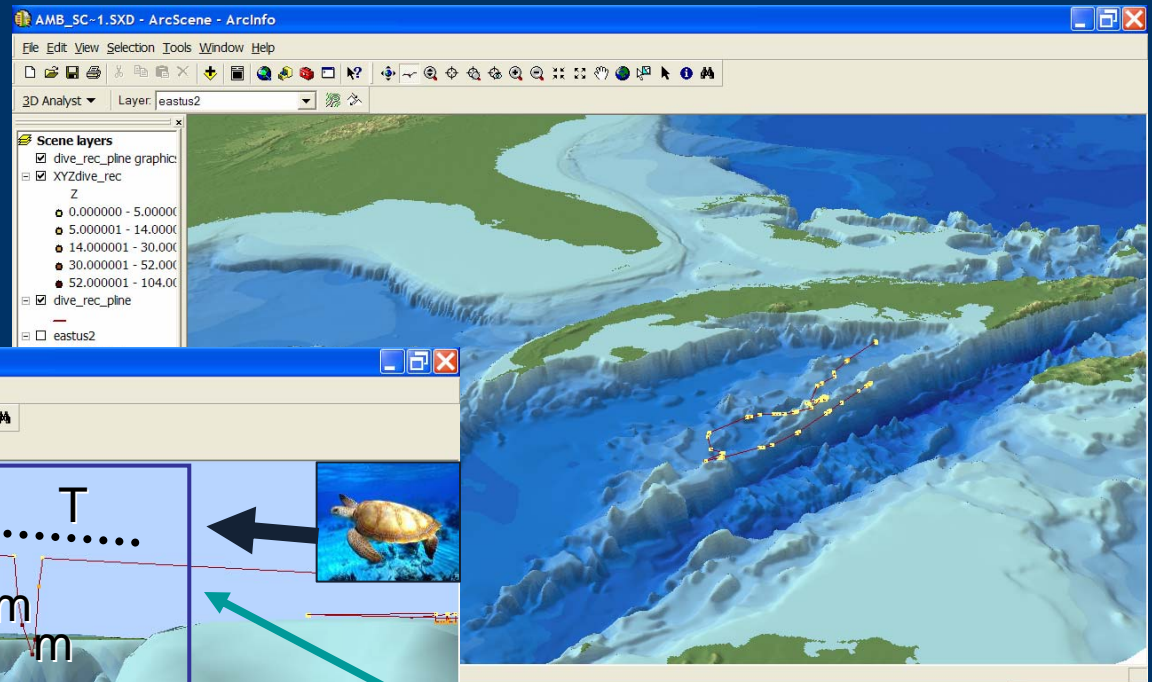 AMB_SC~1.SXD - ArcScene - ArcInfo
File Edit View Selection Tools Window Help
3D Analyst Layer: eastus2
Scene layers
dive_rec_pline graphics
XYZdive_rec
Z
0.000000 - 5.00000
5.000001 - 14.000
14.000001 - 30.000
30.000001 - 52.000
52.000001 - 104.00
dive_rec_pline
eastus2
T
m
m